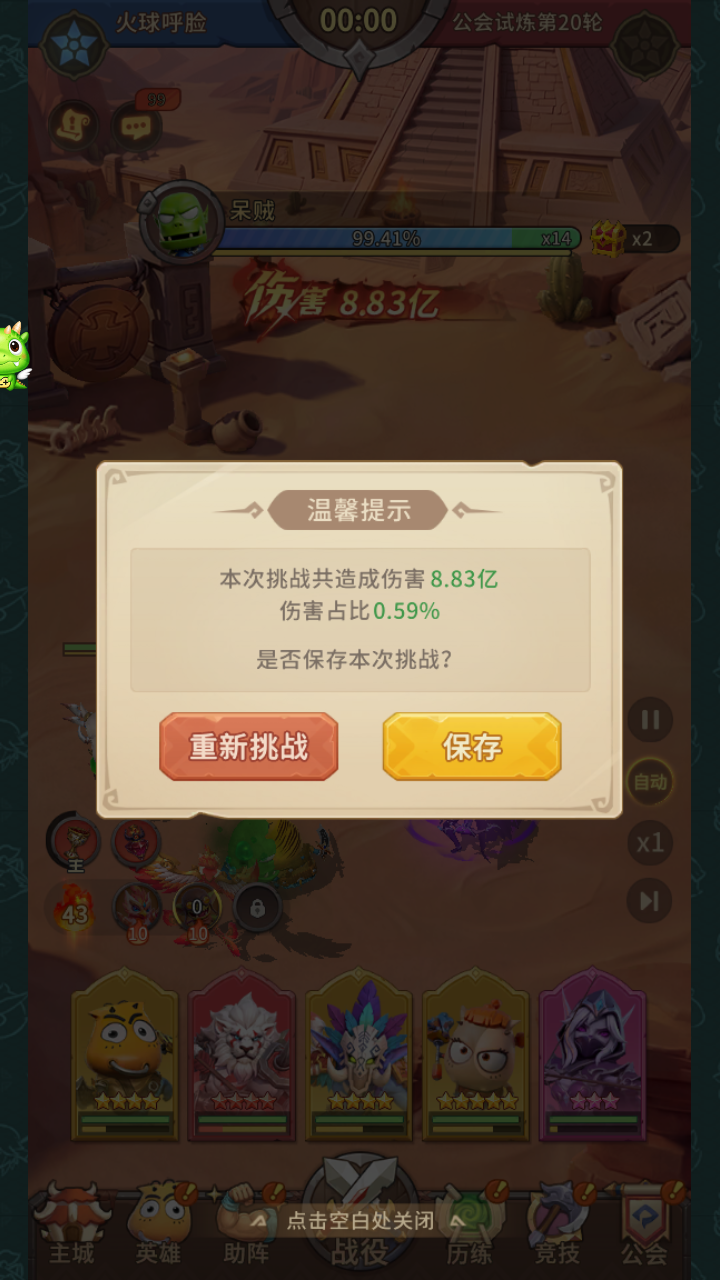 火球呼脸
00:00
公会试炼第20轮
99
呆贼
99.41%
x14
x2
伤害 8.83亿
温馨提示
本次挑战共造成伤害8.83亿
伤害占比0.59%
是否保存本次挑战?
重新挑战
保存
自动
x1
王
43
0
10
10
点击空白处关闭
主城
英雄
助阵
战役
历练
竞技
公会